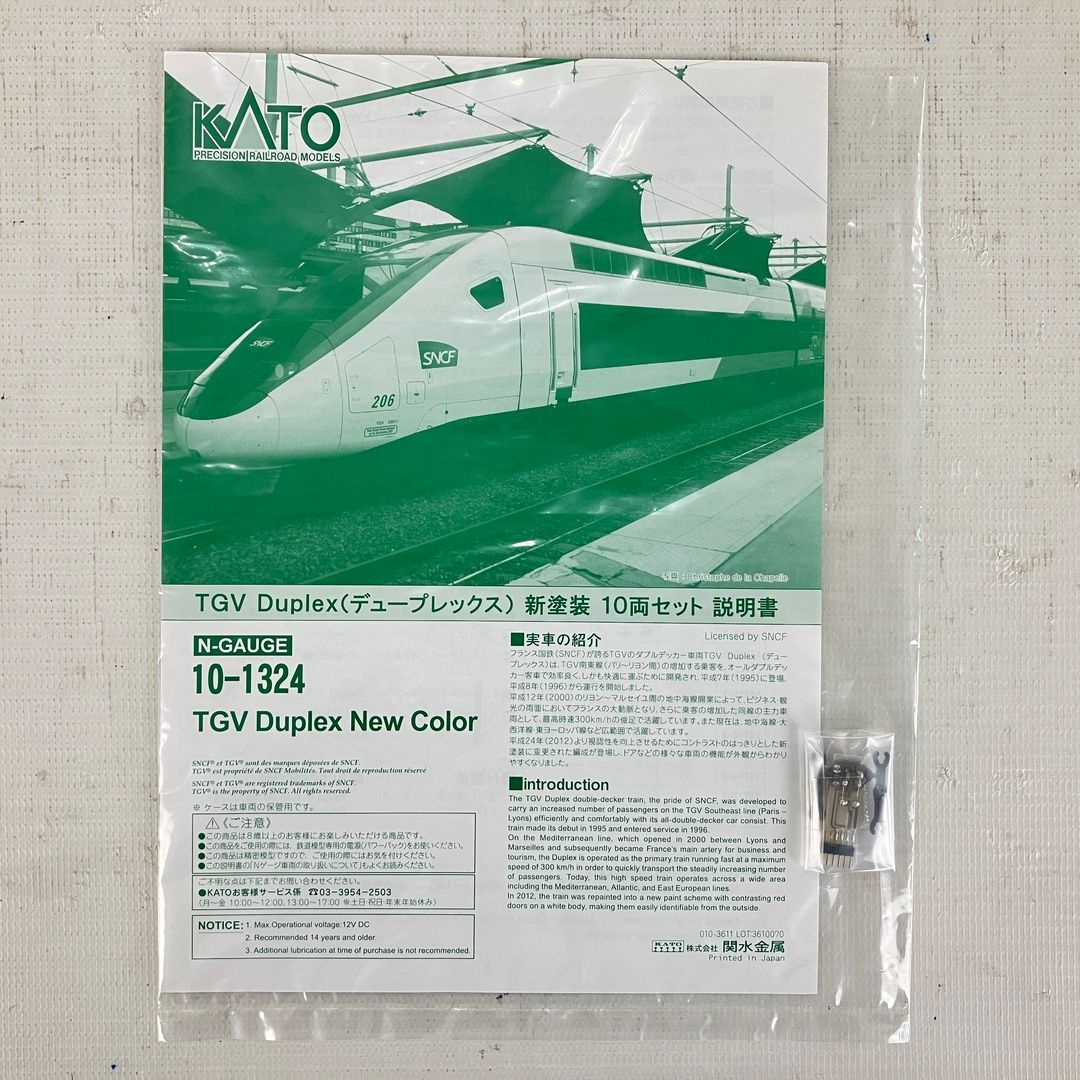 KATO
PRECISION RAILROAD MODELS
SNCF
SNCF
206
写真:Christophe de la Chapelle
TGV Duplex(デュープレックス) 新塗装 10両セット 説明書
N-GAUGE
10-1324
TGV Duplex New Color
SNCF® et TGV® sont des marques déposées de SNCF.
TGV® est propriété de SNCF Mobilités. Tout droit de reproduction réservé
SNCF® et TGV® are registered trademarks of SNCF.
TGV® is the property of SNCF. All rights reserved.
※ ケースは車両の保管用です。
⚠《ご注意》
●この商品は8歳以上のお客様にお楽しみいただける商品です。
●この商品をご使用の際には、鉄道模型専用の電源(パワーパック)をお使いください。
●この商品は精密模型ですので、ご使用の際にはお気を付けください。
●この説明書の「Nゲージ車両の取り扱いについて」もよくお読みください。
ご不明な点は下記までお問い合わせください。
●KATOお客様サービス係 ☎03-3954-2503
(月〜金 10:00〜12:00、13:00〜17:00 ※土日・祝日・年末年始休み)
NOTICE: 1. Max.Operational voltage:12V DC
2. Recommended 14 years and older.
3. Additional lubrication at time of purchase is not recommended.
■実車の紹介
Licensed by SNCF
フランス国鉄(SNCF)が誇るTGVのダブルデッカー車両TGV Duplex (デュー
プレックス)は、TGV南東線(パリ〜リヨン間)の増加する乗客を、オールダブルデッ
カー客車で効率良く、しかも快適に運ぶために開発され、平成7年(1995)に登場、
平成8年(1996)から運行を開始しました。
平成12年(2000)のリヨン〜マルセイユ間の地中海線開業によって、ビジネス・観
光の両面においてフランスの大動脈となり、さらに乗客の増加した同線の主力車
両として、最高時速300km/hの俊足で活躍しています。また現在は、地中海線・大
西洋線・東ヨーロッパ線など広範囲で活躍しています。
平成24年(2012)より視認性を向上させるためにコントラストのはっきりとした新
塗装に変更された編成が登場し、ドアなどの様々な車両の機能が外観からわかり
やすくなりました。
■introduction
The TGV Duplex double-decker train, the pride of SNCF, was developed to
carry an increased number of passengers on the TGV Southeast line (Paris –
Lyons) efficiently and comfortably with its all-double-decker car consist. This
train made its debut in 1995 and entered service in 1996.
On the Mediterranean line, which opened in 2000 between Lyons and
Marseilles and subsequently became France's main artery for business and
tourism, the Duplex is operated as the primary train running fast at a maximum
speed of 300 km/h in order to quickly transport the steadily increasing number
of passengers. Today, this high speed train operates across a wide area
including the Mediterranean, Atlantic, and East European lines.
In 2012, the train was repainted into a new paint scheme with contrasting red
doors on a white body, making them easily identifiable from the outside.
010-3611 LOT:3610070
KATO 株式会社 関水金属
Printed in Japan